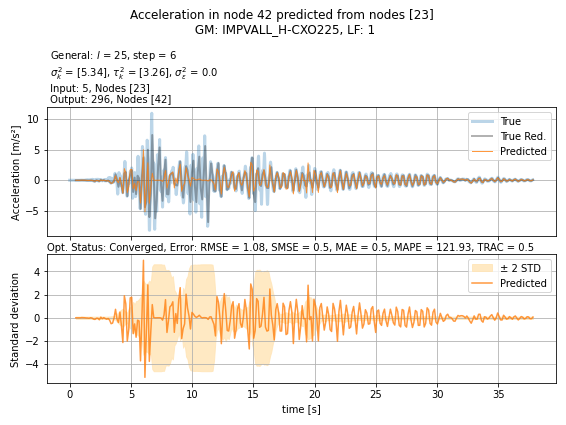 Acceleration in node 42 predicted from nodes [23]
GM: IMPVALL_H-CXO225, LF: 1
General: l = 25, step = 6
σ²ₖ = [5.34], τ²ₖ = [3.26], σ²_ε = 0.0
Input: 5, Nodes [23]
Output: 296, Nodes [42]
Acceleration [m/s²]
10
5
0
−5
True
True Red.
Predicted
Opt. Status: Converged, Error: RMSE = 1.08, SMSE = 0.5, MAE = 0.5, MAPE = 121.93, TRAC = 0.5
Standard deviation
4
2
0
−2
−4
± 2 STD
Predicted
0 5 10 15 20 25 30 35
time [s]